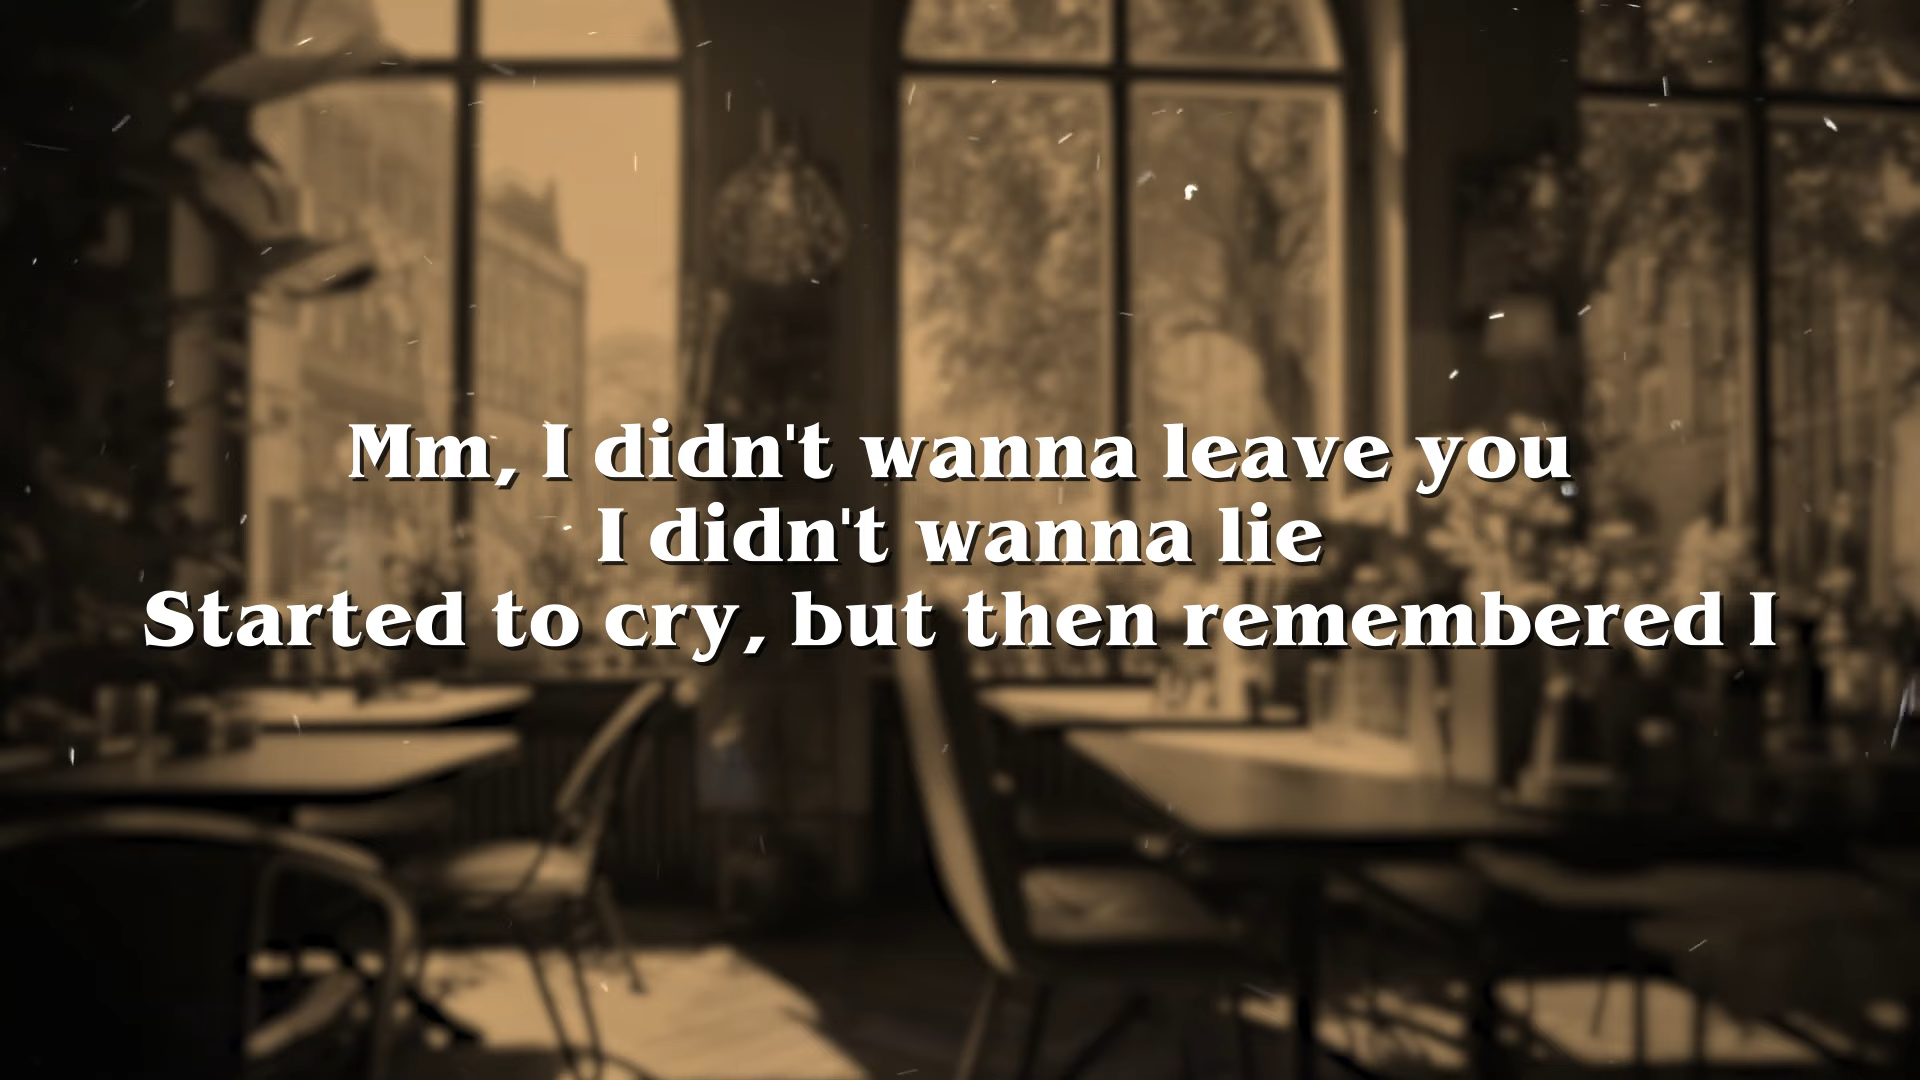 Mm, I didn't wanna leave you
I didn't wanna lie
Started to cry, but then remembered I